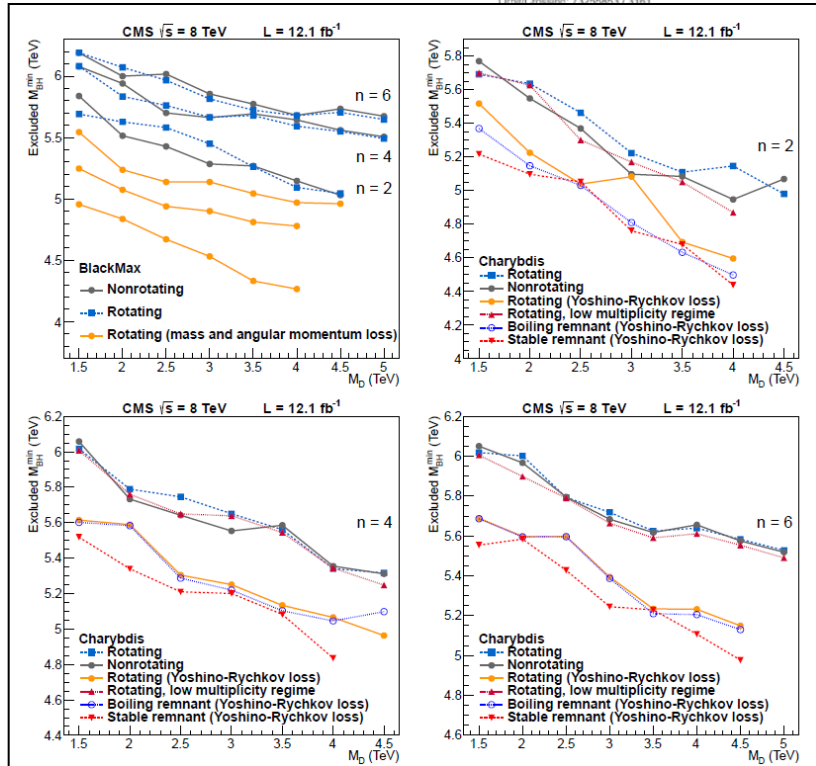 CMS √s = 8 TeV L = 12.1 fb⁻¹
Excluded M_BH^min (TeV)
6
5.5
5
4.5
4
n = 6
n = 4
n = 2
BlackMax
Nonrotating
Rotating
Rotating (mass and angular momentum loss)
1.5 2 2.5 3 3.5 4 4.5 5
M_D (TeV)
CMS √s = 8 TeV L = 12.1 fb⁻¹
Excluded M_BH^min (TeV)
5.8
5.6
5.4
5.2
5
4.8
4.6
4.4
4.2
4
n = 2
Charybdis
Rotating
Nonrotating
Rotating (Yoshino-Rychkov loss)
Rotating, low multiplicity regime
Boiling remnant (Yoshino-Rychkov loss)
Stable remnant (Yoshino-Rychkov loss)
1.5 2 2.5 3 3.5 4 4.5
M_D (TeV)
CMS √s = 8 TeV L = 12.1 fb⁻¹
Excluded M_BH^min (TeV)
6.2
6
5.8
5.6
5.4
5.2
5
4.8
4.6
4.4
n = 4
Charybdis
Rotating
Nonrotating
Rotating (Yoshino-Rychkov loss)
Rotating, low multiplicity regime
Boiling remnant (Yoshino-Rychkov loss)
Stable remnant (Yoshino-Rychkov loss)
1.5 2 2.5 3 3.5 4 4.5
M_D (TeV)
CMS √s = 8 TeV L = 12.1 fb⁻¹
Excluded M_BH^min (TeV)
6.2
6
5.8
5.6
5.4
5.2
5
4.8
4.6
n = 6
Charybdis
Rotating
Nonrotating
Rotating (Yoshino-Rychkov loss)
Rotating, low multiplicity regime
Boiling remnant (Yoshino-Rychkov loss)
Stable remnant (Yoshino-Rychkov loss)
1.5 2 2.5 3 3.5 4 4.5 5
M_D (TeV)